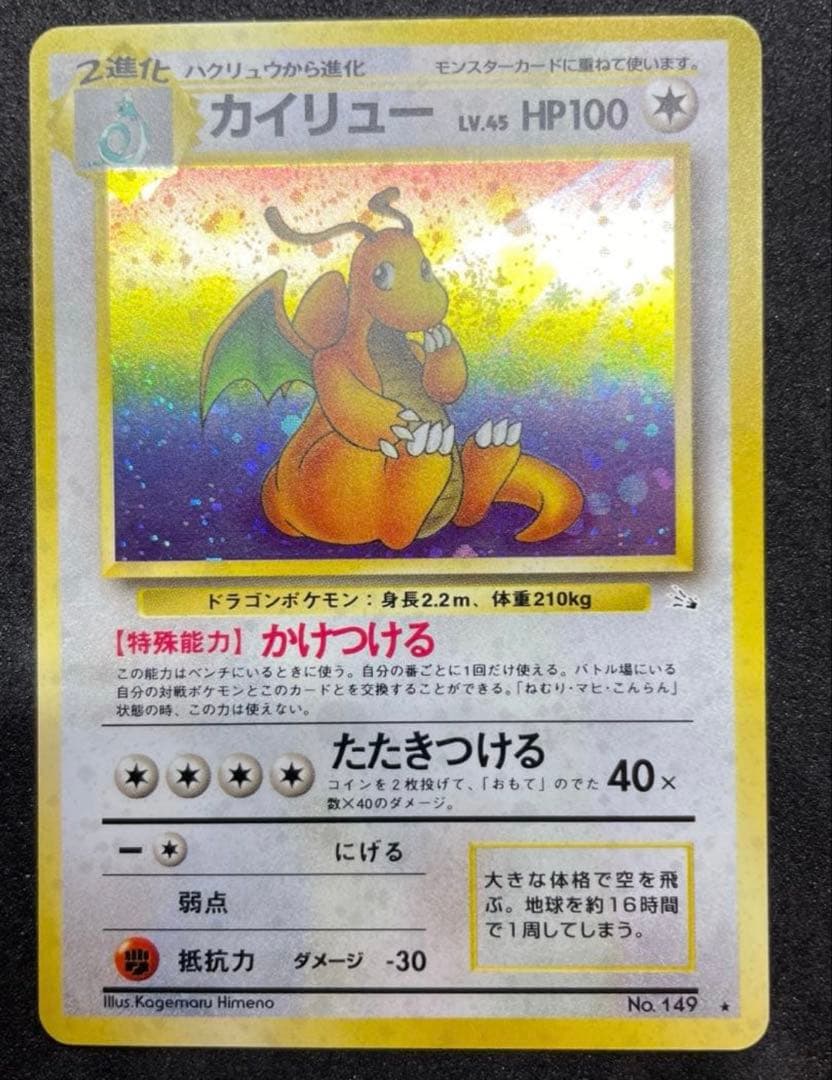 2進化 ハクリュウから進化 モンスターカードに重ねて使います。
カイリュー LV.45 HP100
ドラゴンポケモン：身長2.2m、体重210kg
【特殊能力】かけつける
この能力はベンチにいるときに使う。自分の番ごとに1回だけ使える。バトル場にいる
自分の対戦ポケモンとこのカードとを交換することができる。「ねむり・マヒ・こんらん」
状態の時、この力は使えない。
たたきつける
コインを2枚投げて、「おもて」のでた
数×40のダメージ。
40×
にげる
弱点
抵抗力 ダメージ -30
大きな体格で空を飛
ぶ。地球を約16時間
で1周してしまう。
Illus.Kagemaru Himeno
No. 149 ★